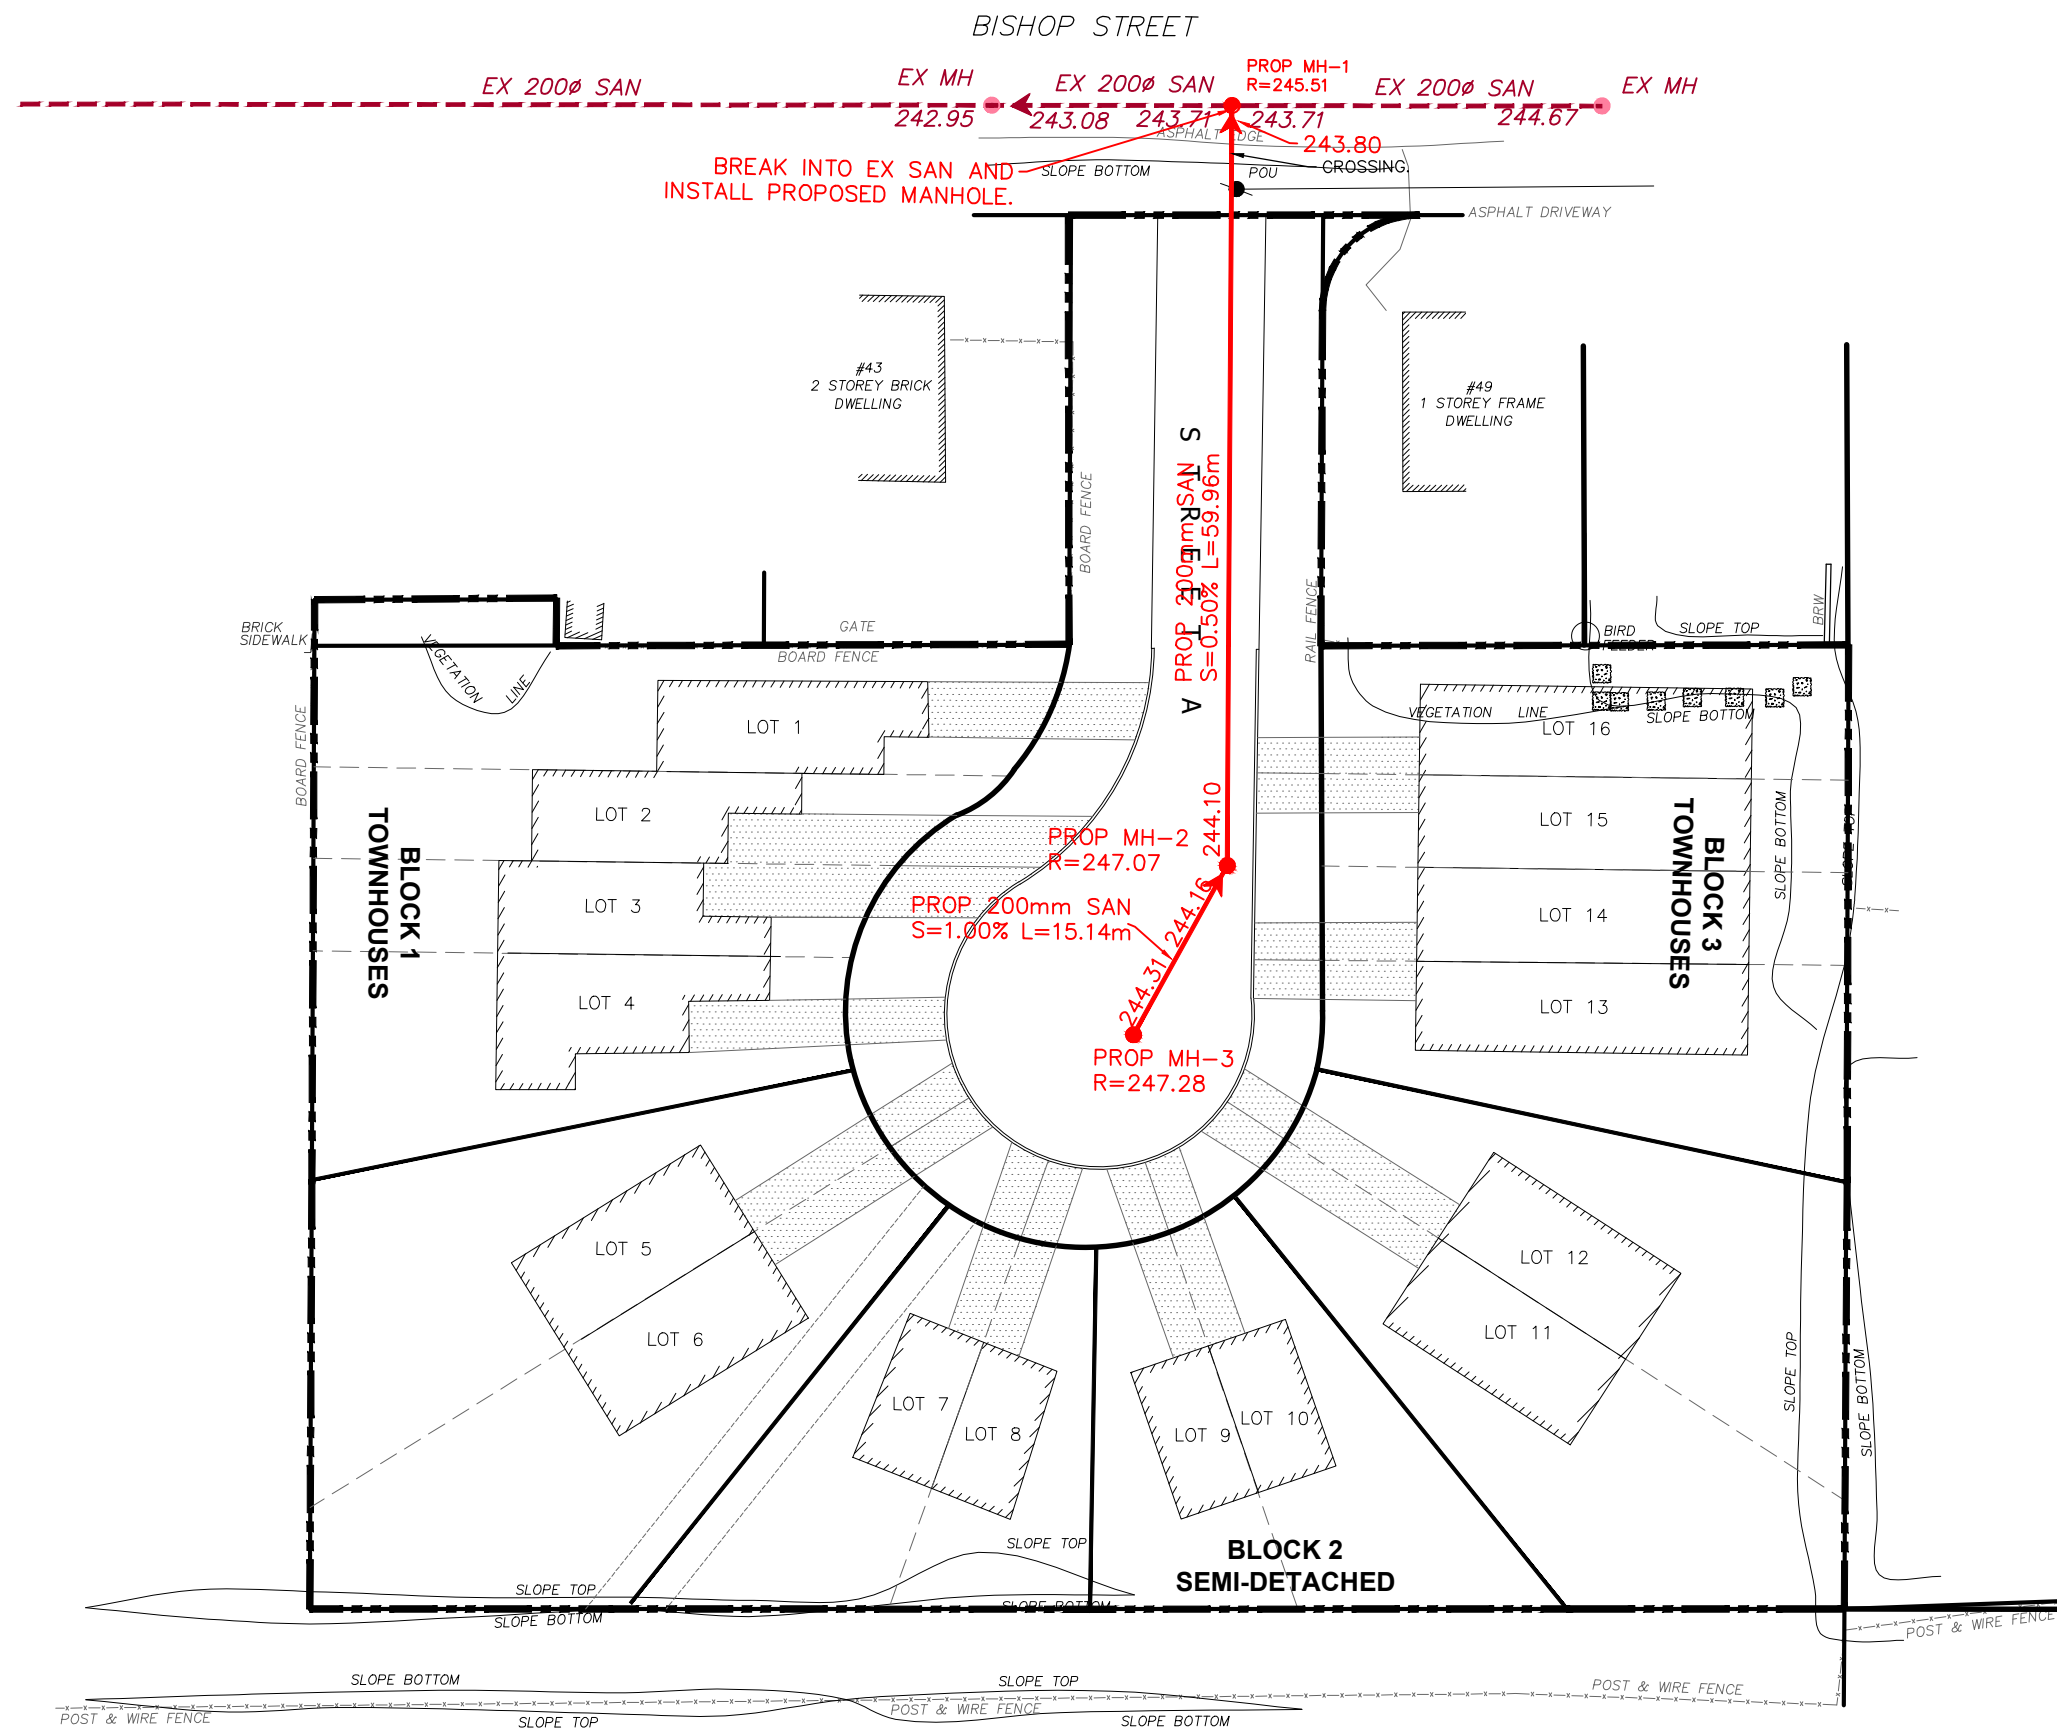 BISHOP STREET
EX 200ø SAN
EX MH
EX 200ø SAN
PROP MH-1
R=245.51
EX 200ø SAN
EX MH
242.95
243.08
243.71
243.71
244.67
ASPHALT EDGE
243.80
BREAK INTO EX SAN AND
INSTALL PROPOSED MANHOLE.
SLOPE BOTTOM
POU
CROSSING.
ASPHALT DRIVEWAY
#43
2 STOREY BRICK
DWELLING
#49
1 STOREY FRAME
DWELLING
BOARD FENCE
STREET A
PROP 200mm SAN
S=0.50% L=59.96m
RAIL FENCE
BRICK
SIDEWALK
VEGETATION LINE
GATE
BOARD FENCE
BIRD
FEEDER
SLOPE TOP
BRW
BOARD FENCE
LOT 1
VEGETATION LINE
SLOPE BOTTOM
LOT 16
LOT 2
LOT 15
SLOPE BOTTOM
SLOPE TOP
BLOCK 1
TOWNHOUSES
BLOCK 3
TOWNHOUSES
244.10
PROP MH-2
R=247.07
LOT 3
PROP 200mm SAN
S=1.00% L=15.14m
244.16
LOT 14
244.31
LOT 4
LOT 13
PROP MH-3
R=247.28
LOT 5
LOT 12
LOT 6
LOT 11
SLOPE TOP
SLOPE BOTTOM
LOT 7
LOT 8
LOT 9
LOT 10
SLOPE TOP
BLOCK 2
SEMI-DETACHED
SLOPE TOP
SLOPE BOTTOM
SLOPE BOTTOM
POST & WIRE FENCE
SLOPE BOTTOM
SLOPE TOP
POST & WIRE FENCE
POST & WIRE FENCE
POST & WIRE FENCE
SLOPE TOP
SLOPE BOTTOM